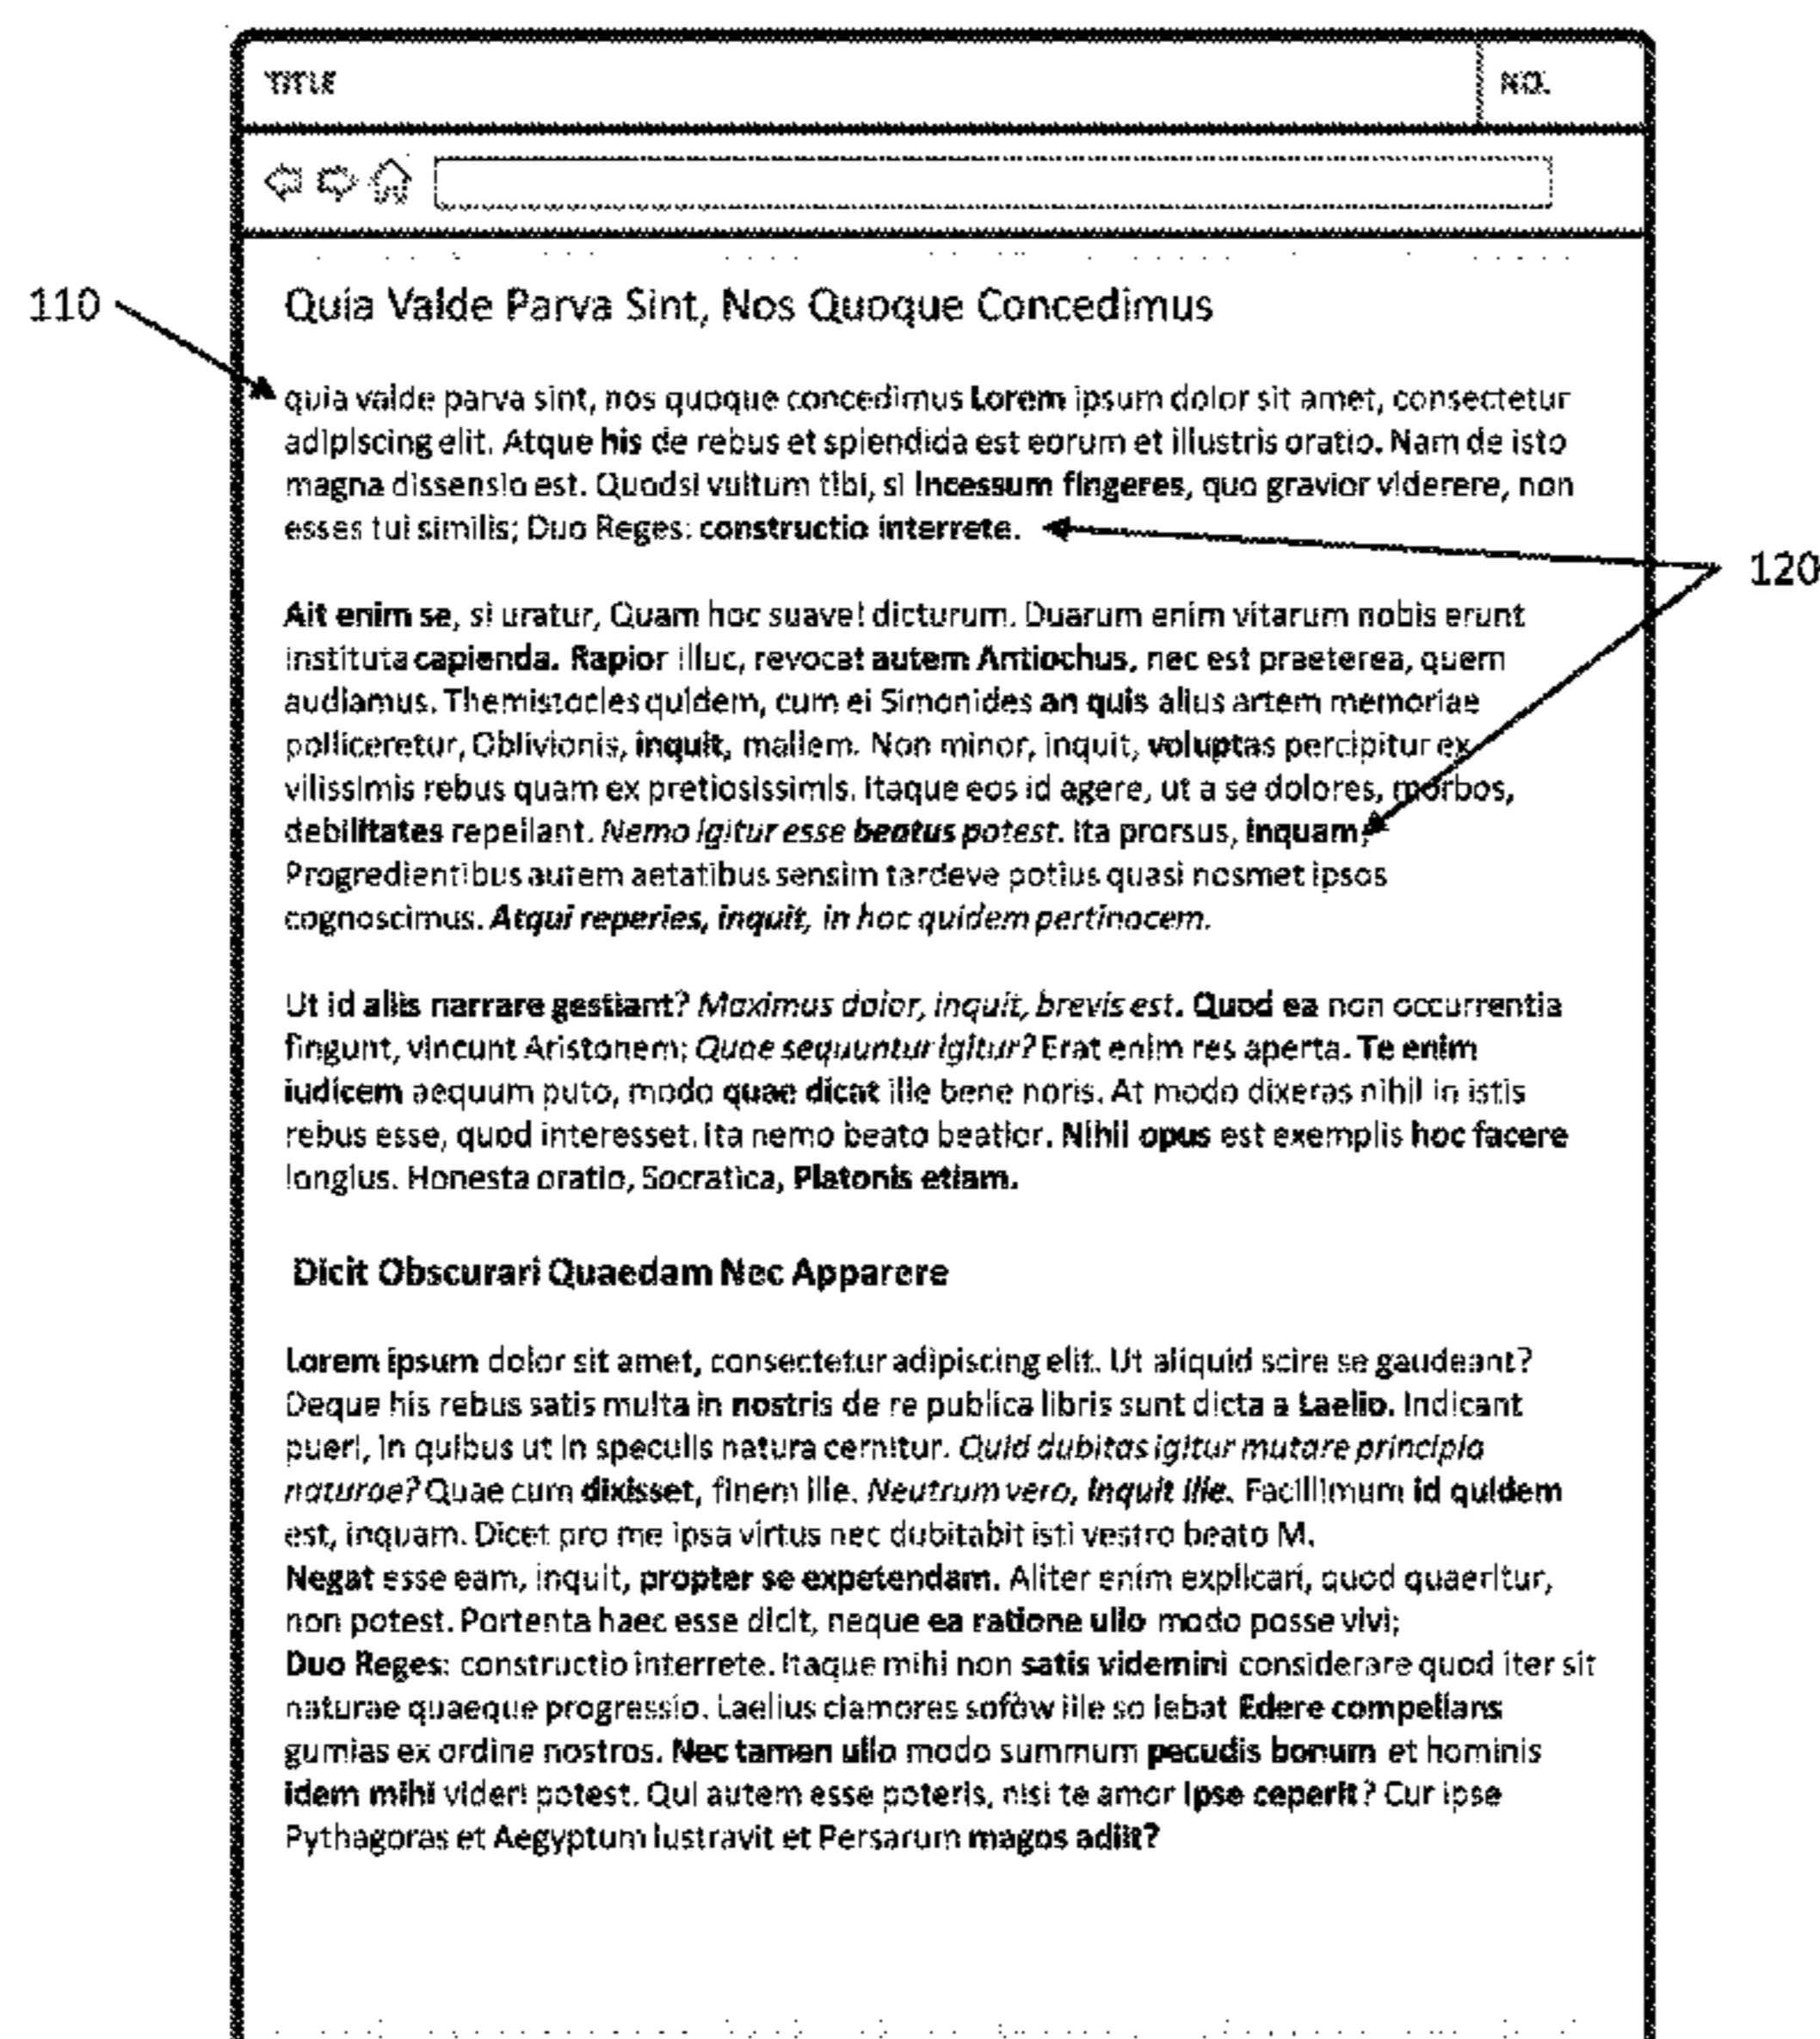 TITLE NO.
110
Quia Valde Parva Sint, Nos Quoque Concedimus
quia valde parva sint, nos quoque concedimus Lorem ipsum dolor sit amet, consectetur
adipiscing elit. Atque his de rebus et splendida est eorum et illustris oratio. Nam de isto
magna dissensio est. Quodsi vultum tibi, si incessum fingeres, quo gravior viderere, non
esses tui similis; Duo Reges: constructio interrete.
120
Ait enim se, si uratur, Quam hoc suave! dicturum. Duarum enim vitarum nobis erunt
instituta capienda. Rapior illuc, revocat autem Antiochus, nec est praeterea, quem
audiamus. Themistocles quidem, cum ei Simonides an quis alius artem memoriae
polliceretur, Oblivionis, inquit, mallem. Non minor, inquit, voluptas percipitur ex
vilissimis rebus quam ex pretiosissimis. Itaque eos id agere, ut a se dolores, morbos,
debilitates repellant. Nemo igitur esse beatus potest. Ita prorsus, inquam;
Progredientibus autem aetatibus sensim tardeve potius quasi nosmet ipsos
cognoscimus. Atqui reperies, inquit, in hoc quidem pertinacem.
Ut id aliis narrare gestiant? Maximus dolor, inquit, brevis est. Quod ea non occurrentia
fingunt, vincunt Aristonem; Quae sequuntur igitur? Erat enim res aperta. Te enim
iudicem aequum puto, modo quae dicat ille bene noris. At modo dixeras nihil in istis
rebus esse, quod interesset. Ita nemo beato beatior. Nihil opus est exemplis hoc facere
longius. Honesta oratio, Socratica, Platonis etiam.
Dicit Obscurari Quaedam Nec Apparere
Lorem ipsum dolor sit amet, consectetur adipiscing elit. Ut aliquid scire se gaudeant?
Deque his rebus satis multa in nostris de re publica libris sunt dicta a Laelio. Indicant
pueri, in quibus ut in speculis natura cernitur. Quid dubitas igitur mutare principia
naturae? Quae cum dixisset, finem ille. Neutrum vero, inquit ille. Facillimum id quidem
est, inquam. Dicet pro me ipsa virtus nec dubitabit isti vestro beato M.
Negat esse eam, inquit, propter se expetendam. Aliter enim explicari, quod quaeritur,
non potest. Portenta haec esse dicit, neque ea ratione ullo modo posse vivi;
Duo Reges: constructio interrete. Itaque mihi non satis videmini considerare quod iter sit
naturae quaeque progressio. Laelius clamores sofòw ille so lebat Edere compellans
gumias ex ordine nostros. Nec tamen ullo modo summum pecudis bonum et hominis
idem mihi videri potest. Qui autem esse poteris, nisi te amor ipse ceperit? Cur ipse
Pythagoras et Aegyptum lustravit et Persarum magos adiit?